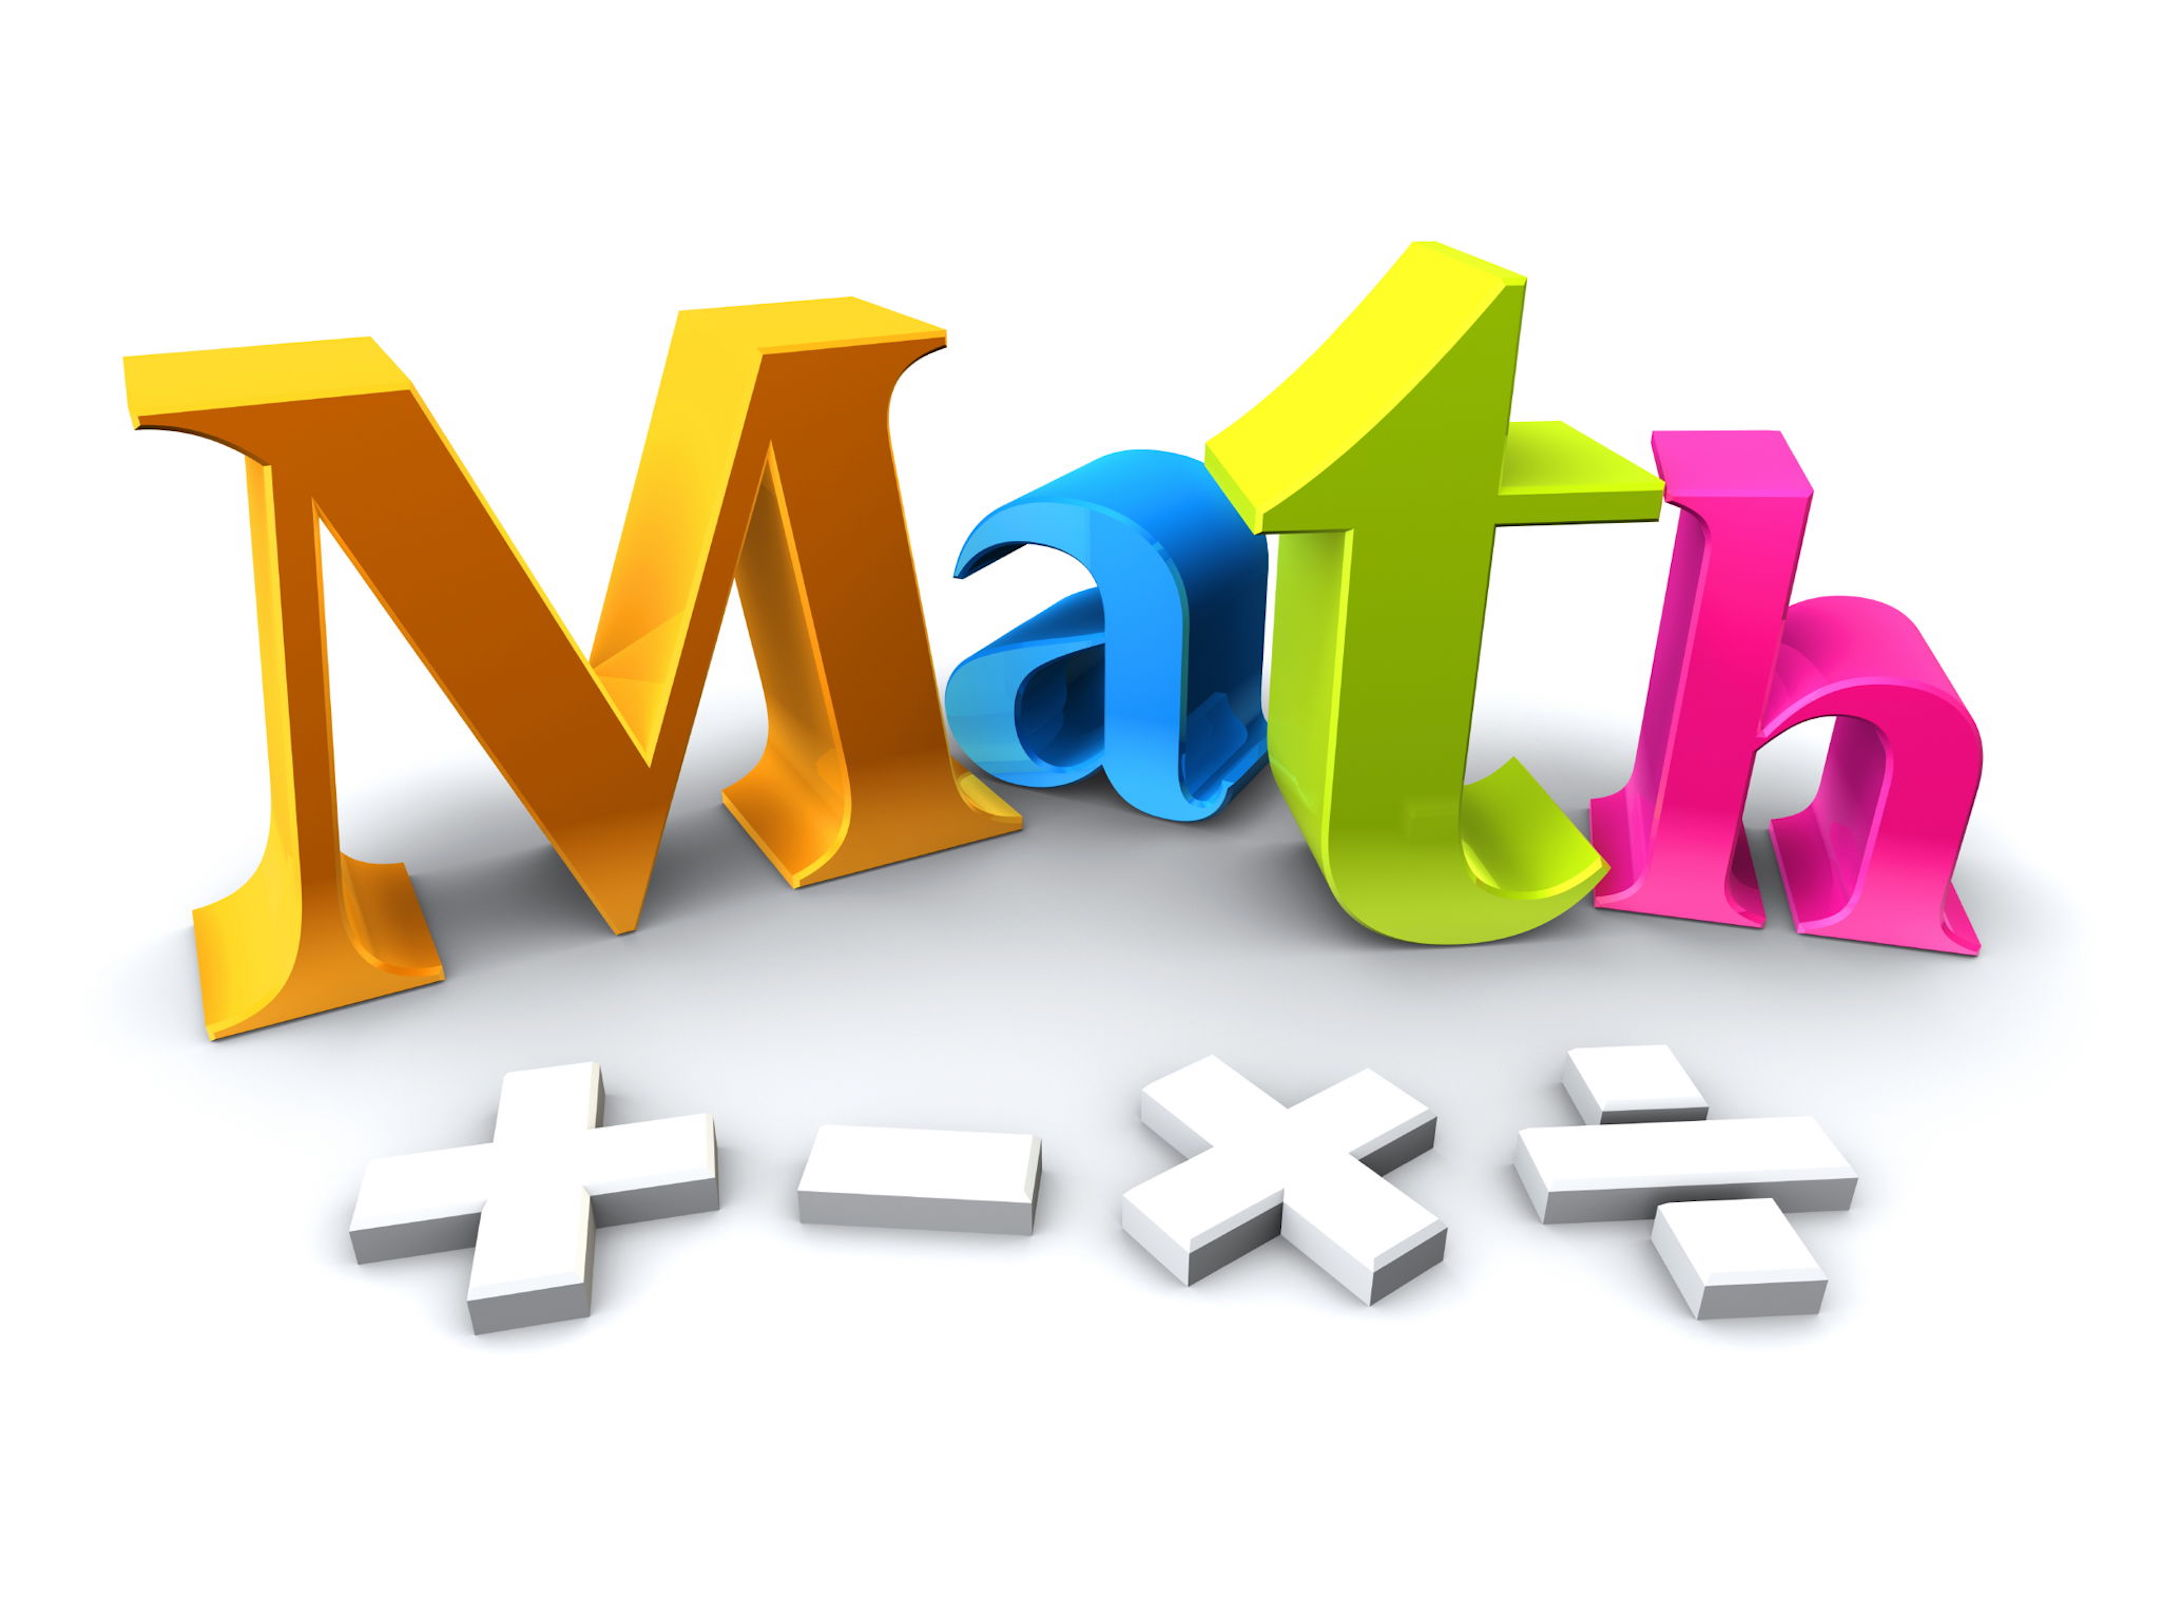 Math
+ − × ÷